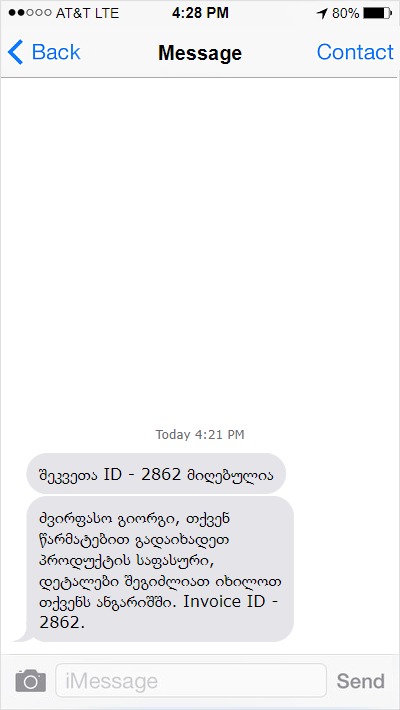 AT&T LTE 4:28 PM 80%
Back Message Contact
Today 4:21 PM
შეკვეთა ID - 2862 მიღებულია
ძვირფასო გიორგი, თქვენ
წარმატებით გადაიხადეთ
პროდუქტის საფასური,
დეტალები შეგიძლიათ იხილოთ
თქვენს ანგარიშში. Invoice ID -
2862.
iMessage Send